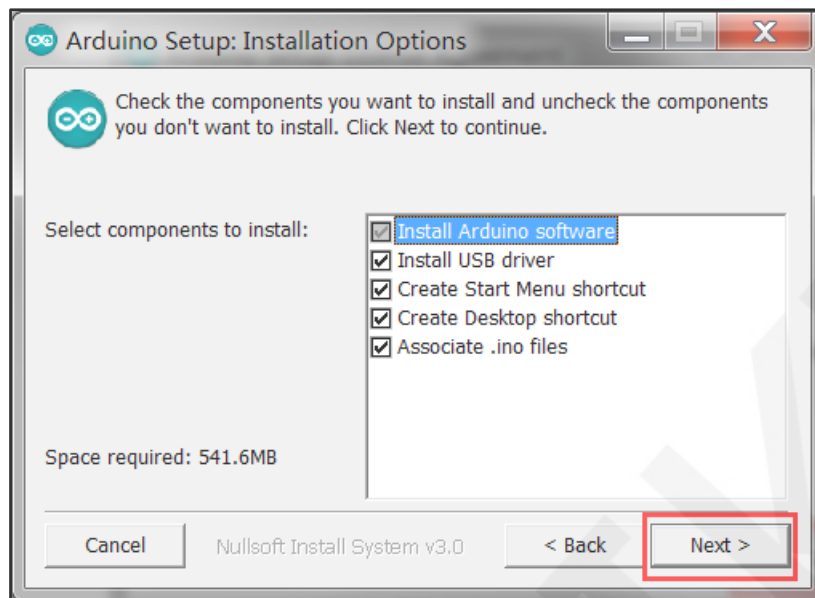 Arduino Setup: Installation Options
Check the components you want to install and uncheck the components
you don't want to install. Click Next to continue.
Select components to install:
Install Arduino software
Install USB driver
Create Start Menu shortcut
Create Desktop shortcut
Associate .ino files
Space required: 541.6MB
Cancel
Nullsoft Install System v3.0
< Back
Next >